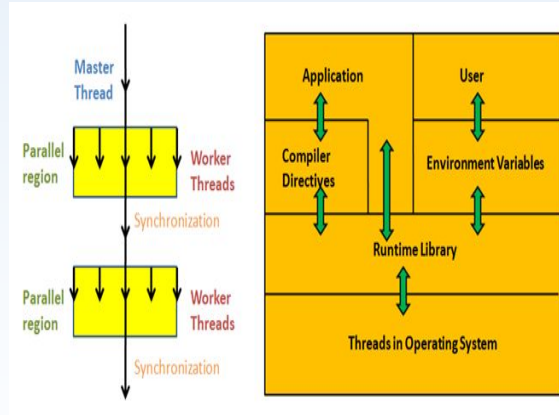 Master
Thread
Parallel
region
Worker
Threads
Synchronization
Parallel
region
Worker
Threads
Synchronization
Application
User
Compiler
Directives
Environment Variables
Runtime Library
Threads in Operating System